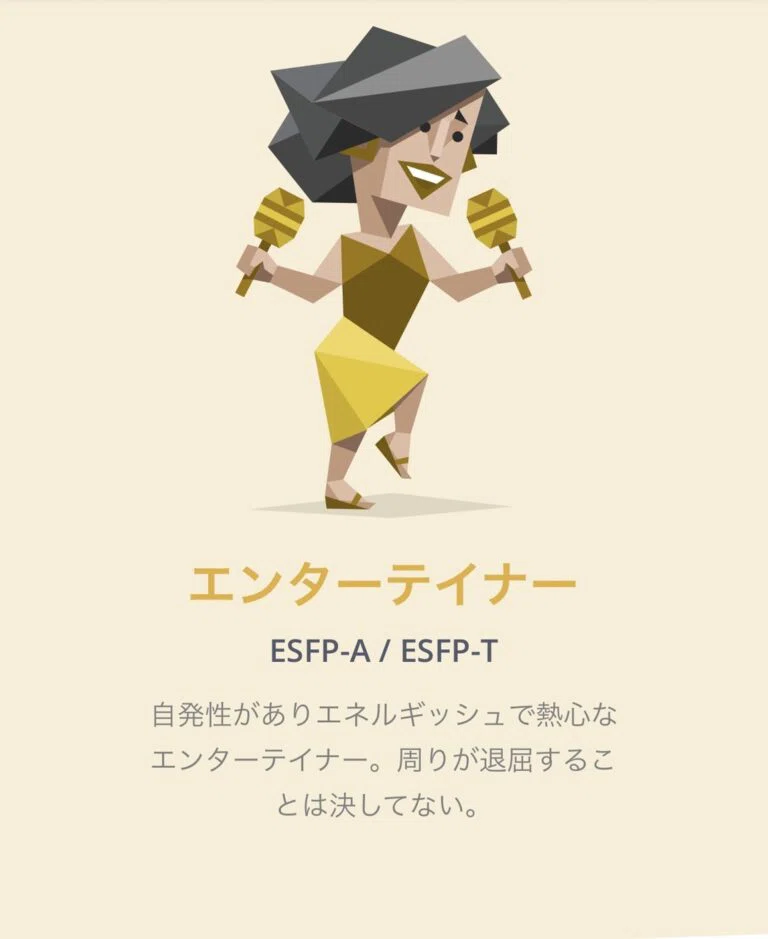 エンターテイナー
ESFP-A / ESFP-T
自発性がありエネルギッシュで熱心な
エンターテイナー。周りが退屈するこ
とは決してない。